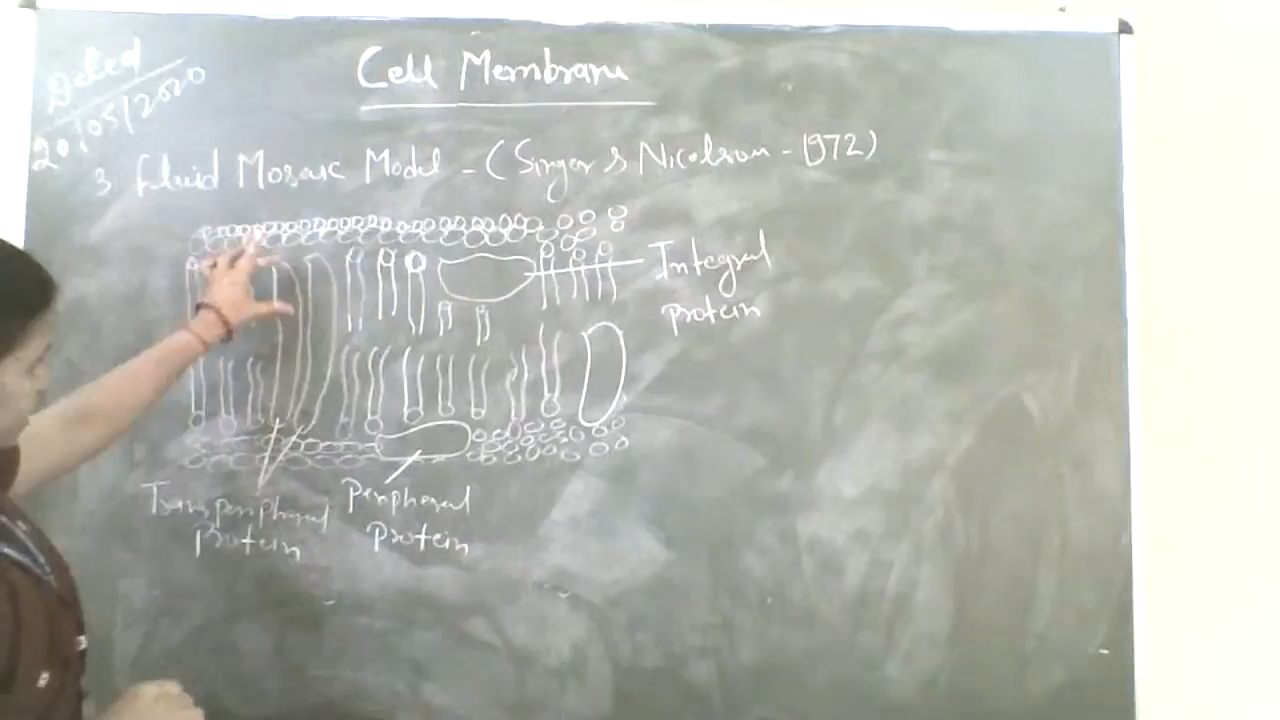 Cell Membrane
Dated
20/05/2020
3 Fluid Mosaic Model - (Singer & Nicolson - 1972)
Integral
protein
Transperipheral
protein
Peripheral
protein